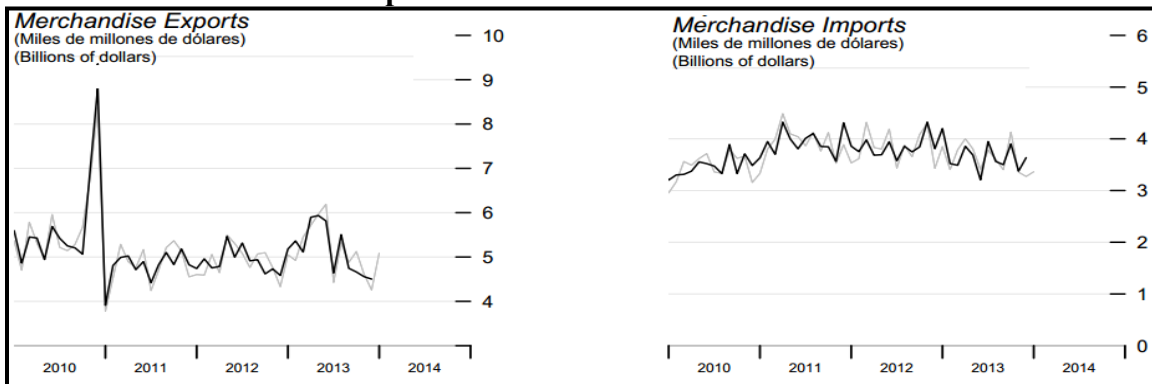 Merchandise Exports
(Miles de millones de dólares)
(Billions of dollars)
10
9
8
7
6
5
4
2010 2011 2012 2013 2014
Merchandise Imports
(Miles de millones de dólares)
(Billions of dollars)
6
5
4
3
2
1
0
2010 2011 2012 2013 2014